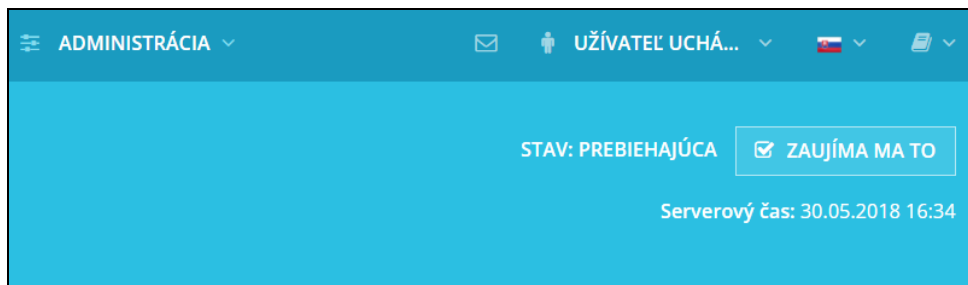 ADMINISTRÁCIA UŽÍVATEĽ UCHÁ...
STAV: PREBIEHAJÚCA ZAUJÍMA MA TO
Serverový čas: 30.05.2018 16:34